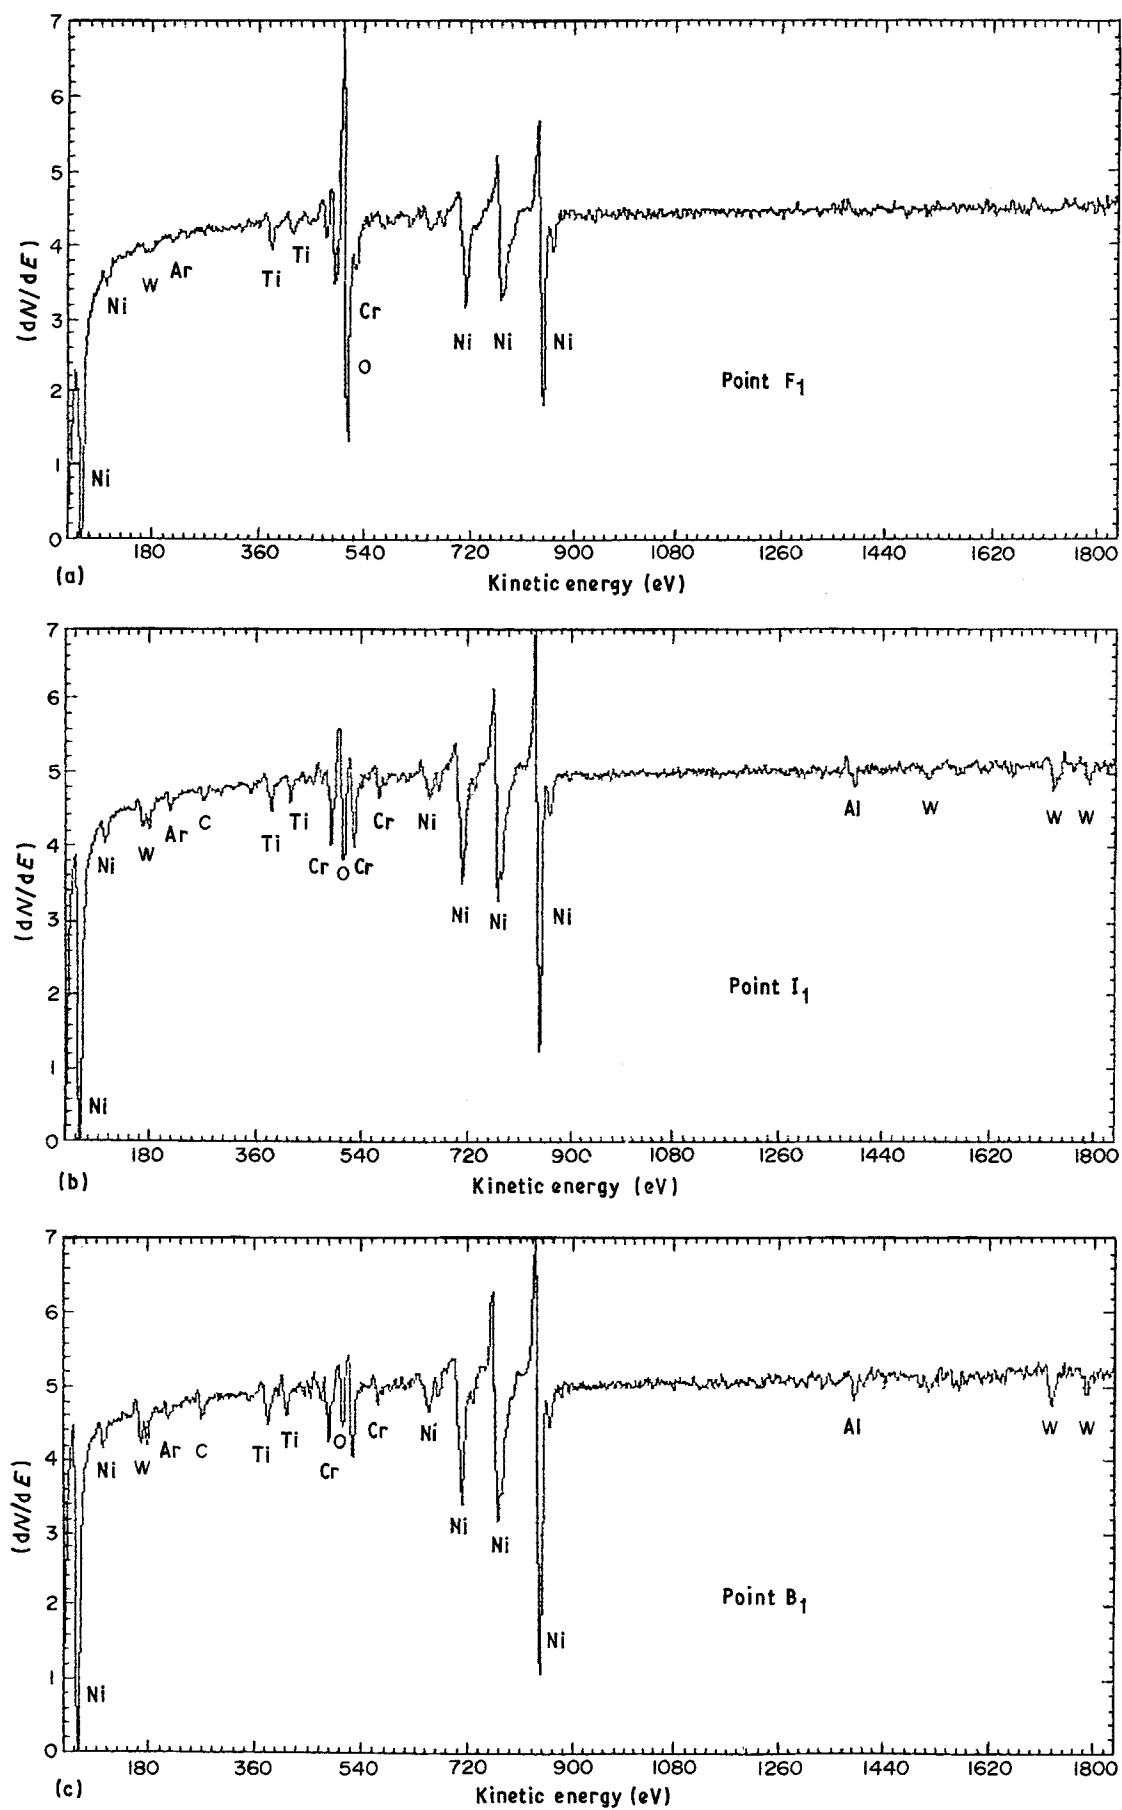 7
6
5
4
3
2
1
0
(dN/dE)
Ni
Ni
W
Ar
Ti
Ti
Cr
O
Ni
Ni
Ni
Point F1
180 360 540 720 900 1080 1260 1440 1620 1800
(a)
Kinetic energy (eV)
7
6
5
4
3
2
1
0
(dN/dE)
Ni
Ni
W
Ar
C
Ti
Ti
Cr
O
Cr
Cr
Ni
Ni
Ni
Ni
Al
W
W
W
Point I1
180 360 540 720 900 1080 1260 1440 1620 1800
(b)
Kinetic energy (eV)
7
6
5
4
3
2
1
0
(dN/dE)
Ni
Ni
W
Ar
C
Ti
Ti
Cr
O
Cr
Ni
Ni
Ni
Ni
Al
W
W
Point B1
180 360 540 720 900 1080 1260 1440 1620 1800
(c)
Kinetic energy (eV)